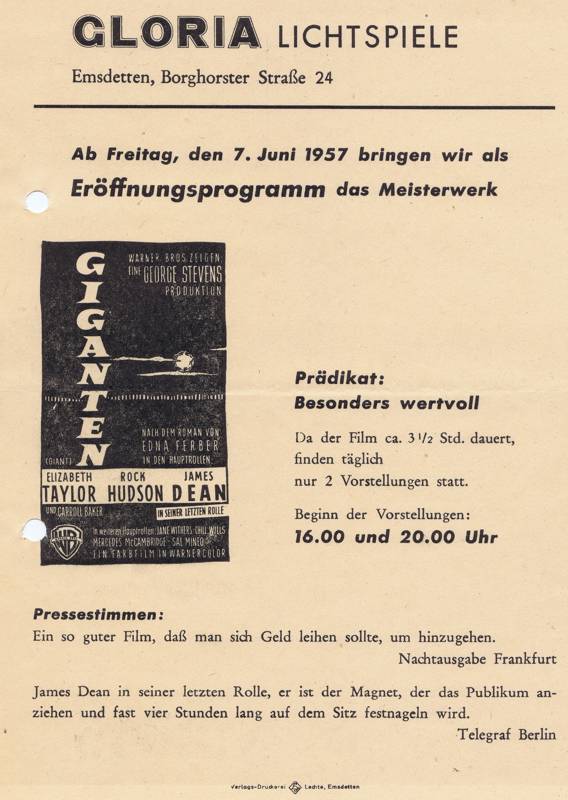 GLORIA LICHTSPIELE
Emsdetten, Borghorster Straße 24
Ab Freitag, den 7. Juni 1957 bringen wir als
Eröffnungsprogramm das Meisterwerk
GIGANTEN
(GIANT)
WARNER BROS. ZEIGEN:
EINE GEORGE STEVENS
PRODUKTION
NACH DEM ROMAN VON
EDNA FERBER
IN DEN HAUPTROLLEN:
ELIZABETH ROCK JAMES
TAYLOR HUDSON DEAN
UND CARROLL BAKER IN SEINER LETZTEN ROLLE
In weiteren Hauptrollen: JANE WITHERS · CHILL WILLS
MERCEDES McCAMBRIDGE · SAL MINEO
EIN FARBFILM IN WARNERCOLOR
Prädikat:
Besonders wertvoll
Da der Film ca. 3 1/2 Std. dauert,
finden täglich
nur 2 Vorstellungen statt.
Beginn der Vorstellungen:
16.00 und 20.00 Uhr
Pressestimmen:
Ein so guter Film, daß man sich Geld leihen sollte, um hinzugehen.
Nachtausgabe Frankfurt
James Dean in seiner letzten Rolle, er ist der Magnet, der das Publikum an-
ziehen und fast vier Stunden lang auf dem Sitz festnageln wird.
Telegraf Berlin
Verlags-Druckerei Lechte, Emsdetten